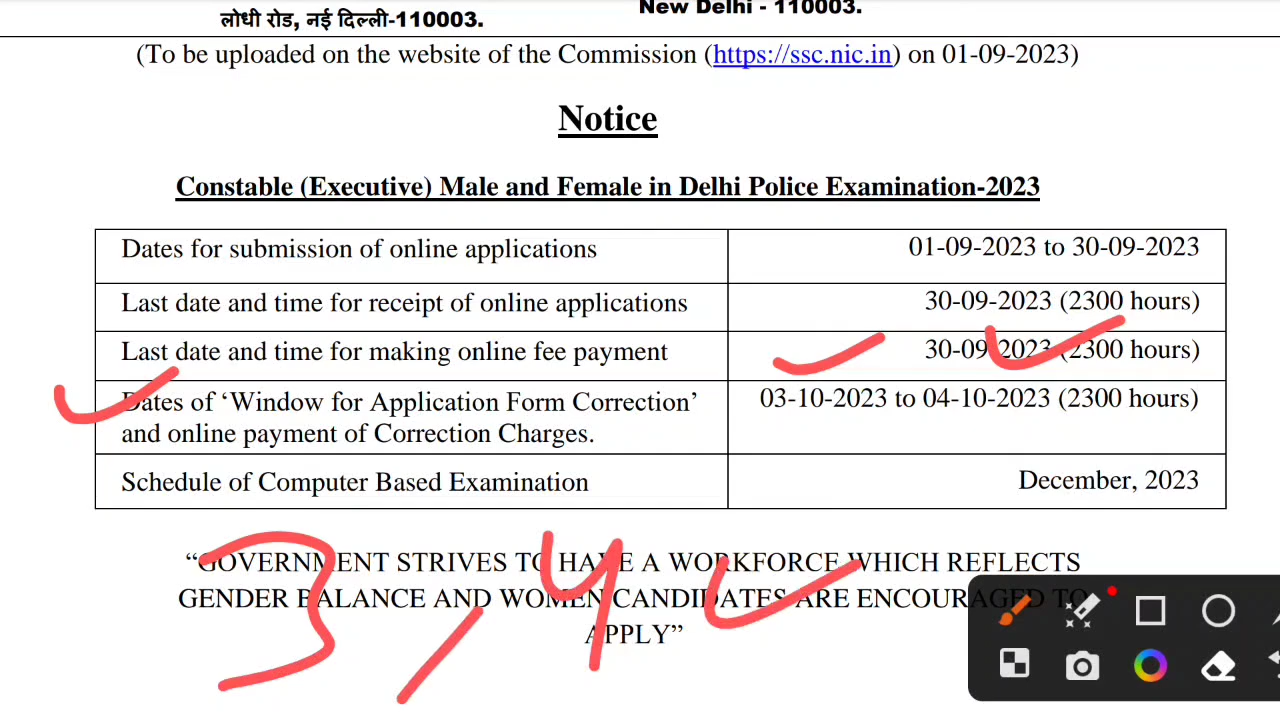 लोधी रोड, नई दिल्ली-110003.
New Delhi - 110003.
(To be uploaded on the website of the Commission (https://ssc.nic.in) on 01-09-2023)
Notice
Constable (Executive) Male and Female in Delhi Police Examination-2023
Dates for submission of online applications 01-09-2023 to 30-09-2023
Last date and time for receipt of online applications 30-09-2023 (2300 hours)
Last date and time for making online fee payment 30-09-2023 (2300 hours)
Dates of ‘Window for Application Form Correction’ 03-10-2023 to 04-10-2023 (2300 hours)
and online payment of Correction Charges.
Schedule of Computer Based Examination December, 2023
“GOVERNMENT STRIVES TO HAVE A WORKFORCE WHICH REFLECTS
GENDER BALANCE AND WOMEN CANDIDATES ARE ENCOURAGED TO
APPLY”
3, 4